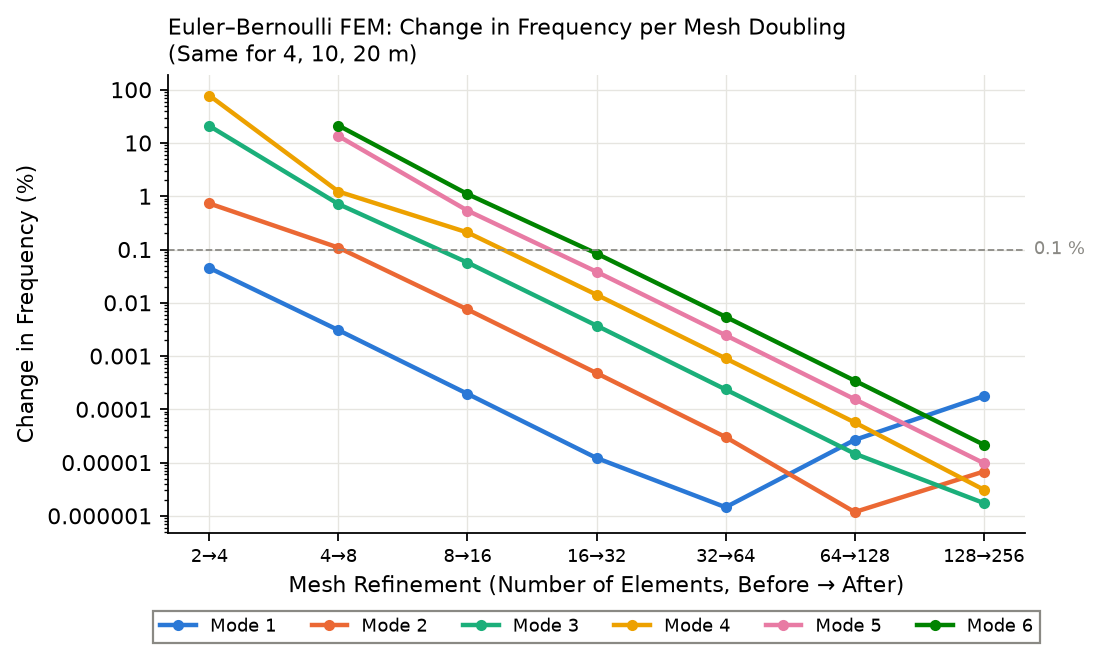 Euler–Bernoulli FEM: Change in Frequency per Mesh Doubling
(Same for 4, 10, 20 m)
Change in Frequency (%)
100
10
1
0.1
0.01
0.001
0.0001
0.00001
0.000001
0.1 %
2→4 4→8 8→16 16→32 32→64 64→128 128→256
Mesh Refinement (Number of Elements, Before → After)
Mode 1 Mode 2 Mode 3 Mode 4 Mode 5 Mode 6